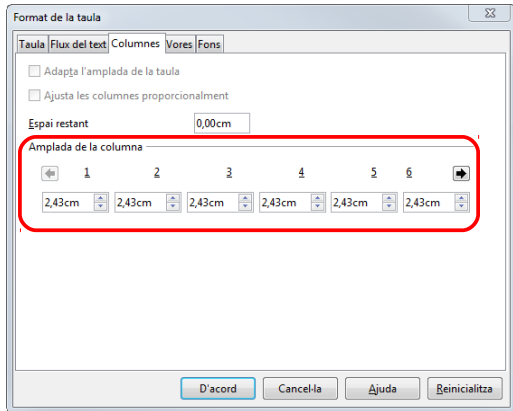 Format de la taula
Taula Flux del text Columnes Vores Fons
Adapta l'amplada de la taula
Ajusta les columnes proporcionalment
Espai restant 0,00cm
Amplada de la columna
1 2 3 4 5 6
2,43cm 2,43cm 2,43cm 2,43cm 2,43cm 2,43cm
D'acord Cancel·la Ajuda Reinicialitza